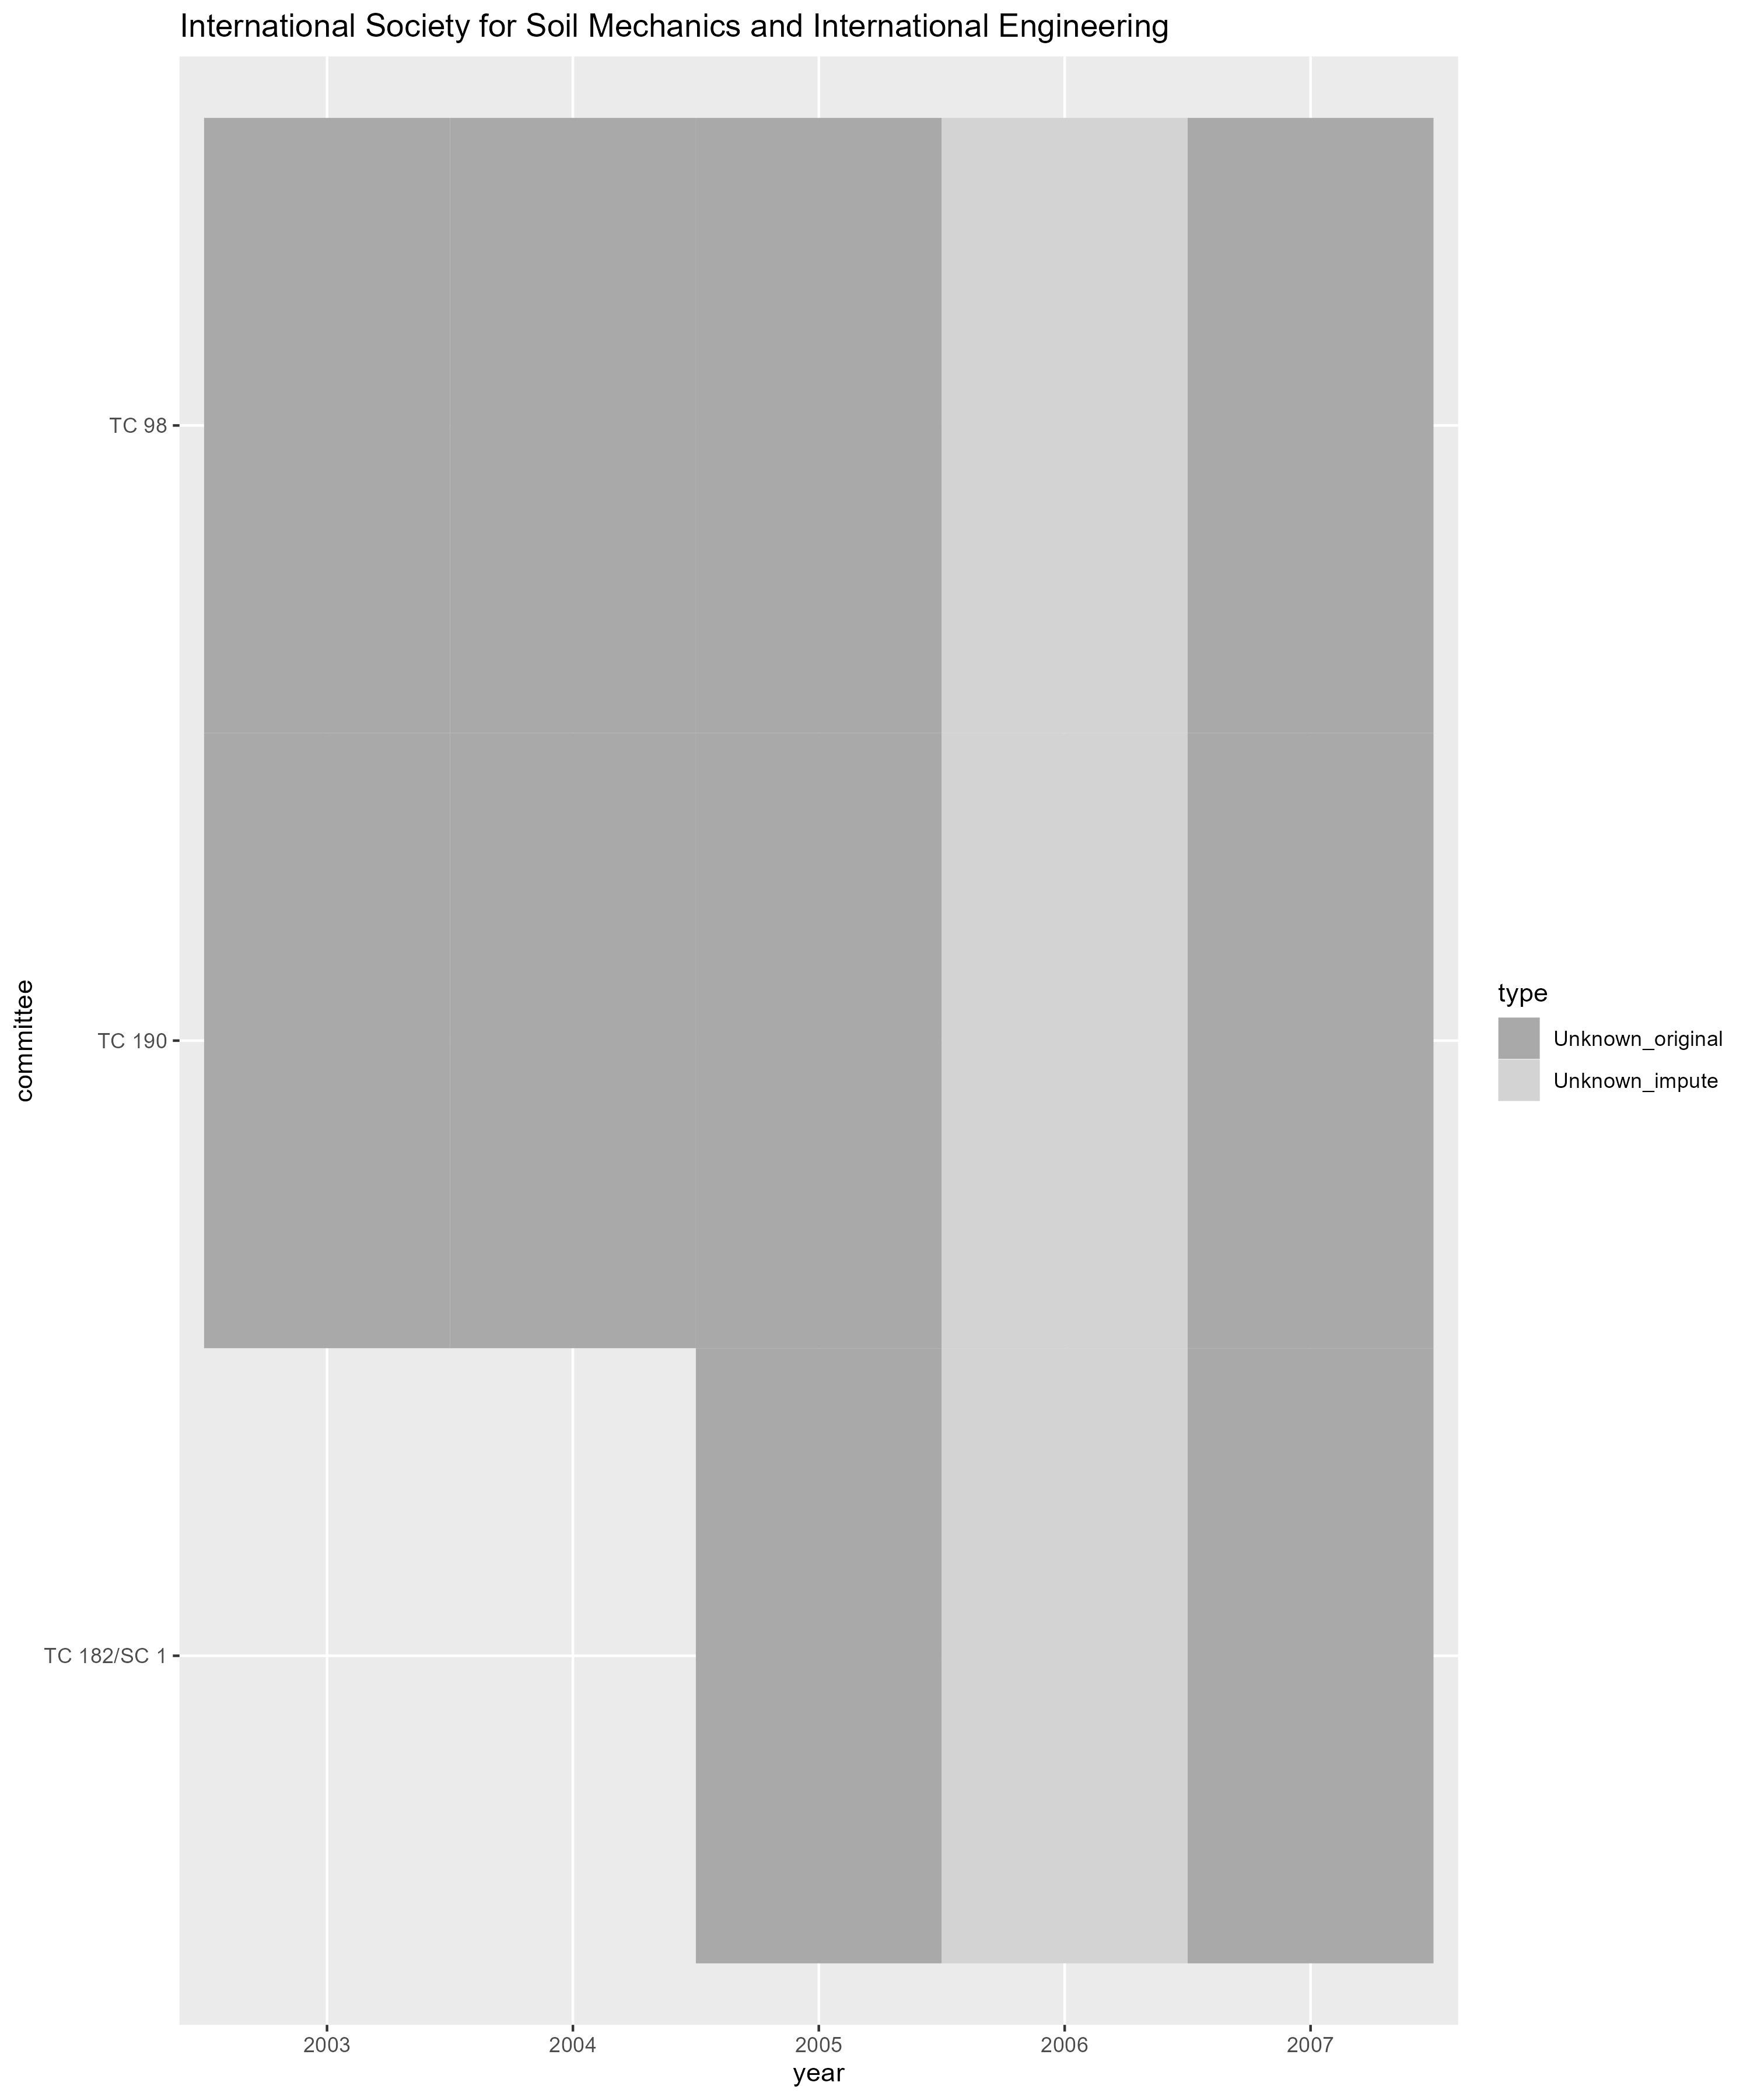 International Society for Soil Mechanics and International Engineering
TC 98
TC 190
TC 182/SC 1
committee
2003
2004
2005
2006
2007
year
type
Unknown_original
Unknown_impute